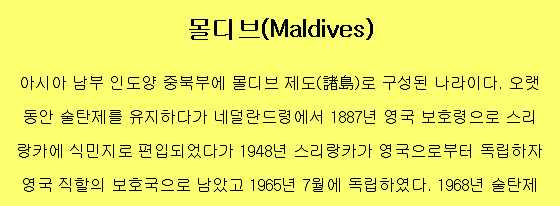 몰디브(Maldives)
아시아 남부 인도양 중북부에 몰디브 제도(諸島)로 구성된 나라이다. 오랫
동안 술탄제를 유지하다가 네덜란드령에서 1887년 영국 보호령으로 스리
랑카에 식민지로 편입되었다가 1948년 스리랑카가 영국으로부터 독립하자
영국 직할의 보호국으로 남았고 1965년 7월에 독립하였다. 1968년 술탄제